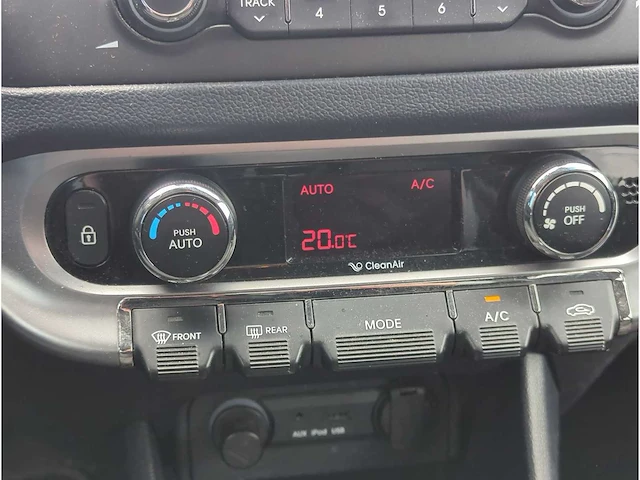 TRACK
4 5 6
AUTO A/C
PUSH
AUTO
20.0°C
PUSH
OFF
CleanAir
FRONT
REAR
MODE
A/C
AUX iPod USB